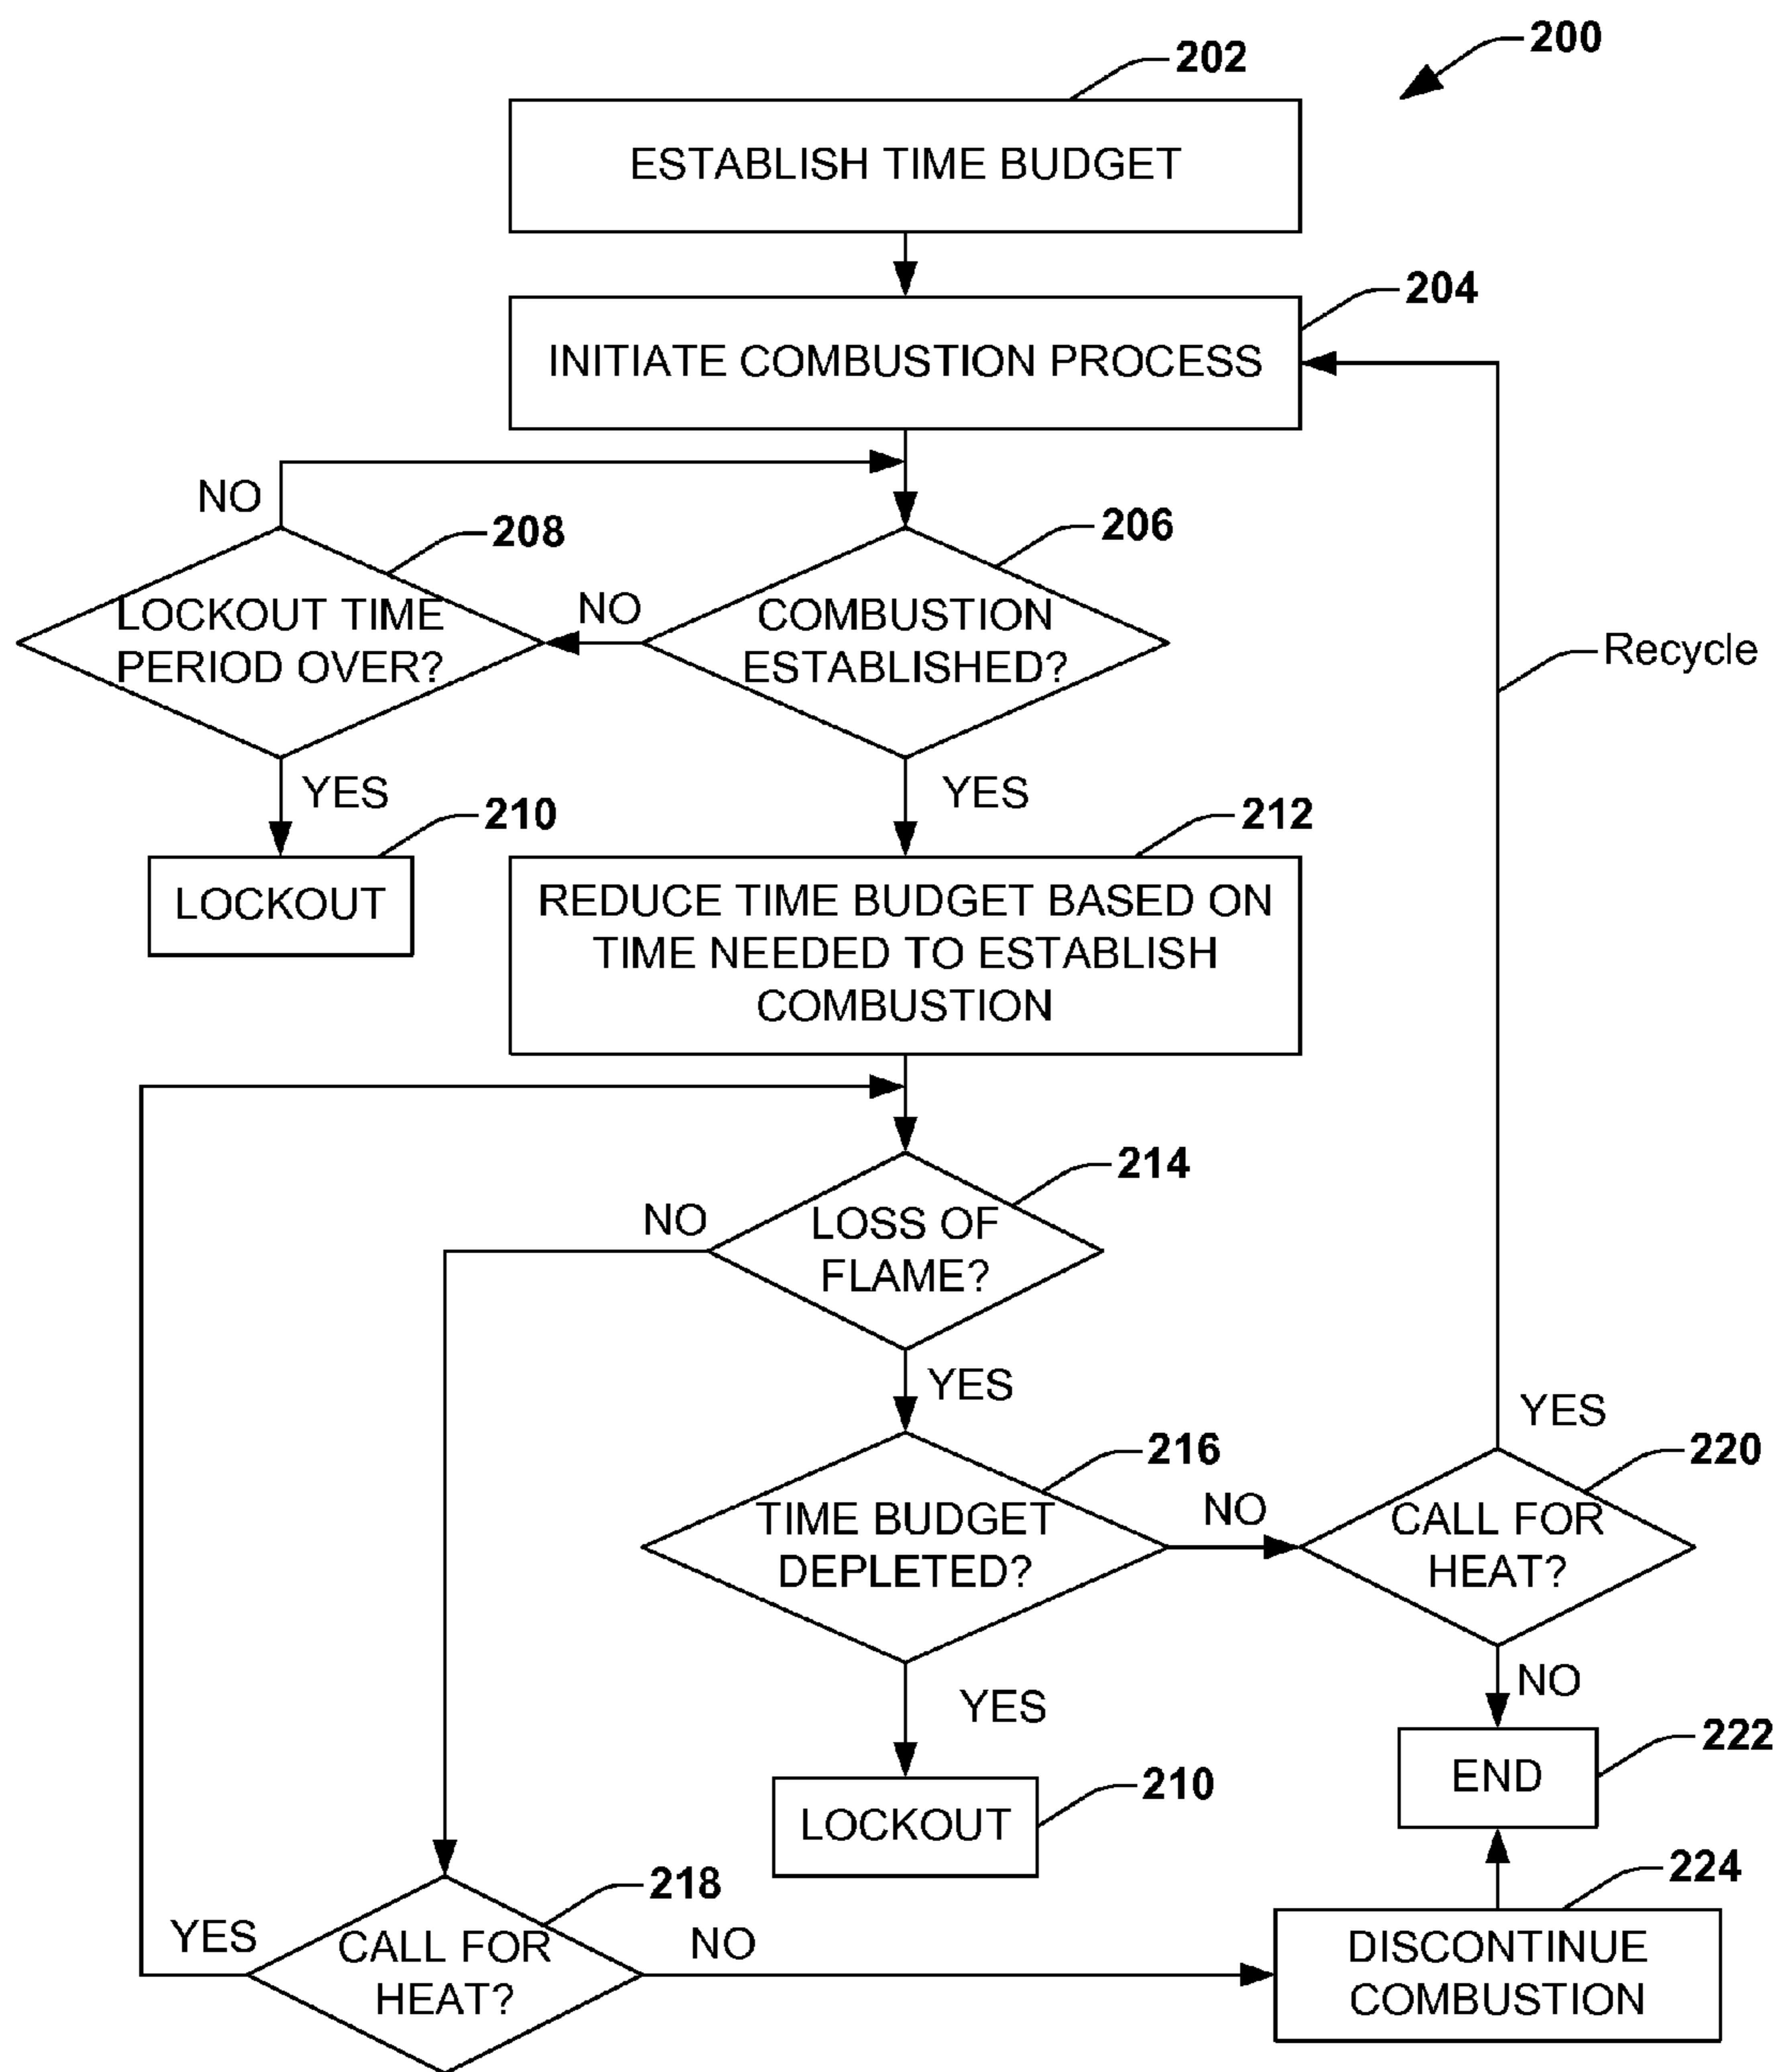 200
202
ESTABLISH TIME BUDGET
204
INITIATE COMBUSTION PROCESS
NO
208
206
LOCKOUT TIME
PERIOD OVER?
NO
COMBUSTION
ESTABLISHED?
Recycle
YES
YES
210
212
LOCKOUT
REDUCE TIME BUDGET BASED ON
TIME NEEDED TO ESTABLISH
COMBUSTION
214
NO
LOSS OF
FLAME?
YES
YES
216
220
TIME BUDGET
DEPLETED?
NO
CALL FOR
HEAT?
YES
NO
222
END
210
LOCKOUT
218
224
YES
CALL FOR
HEAT?
NO
DISCONTINUE
COMBUSTION